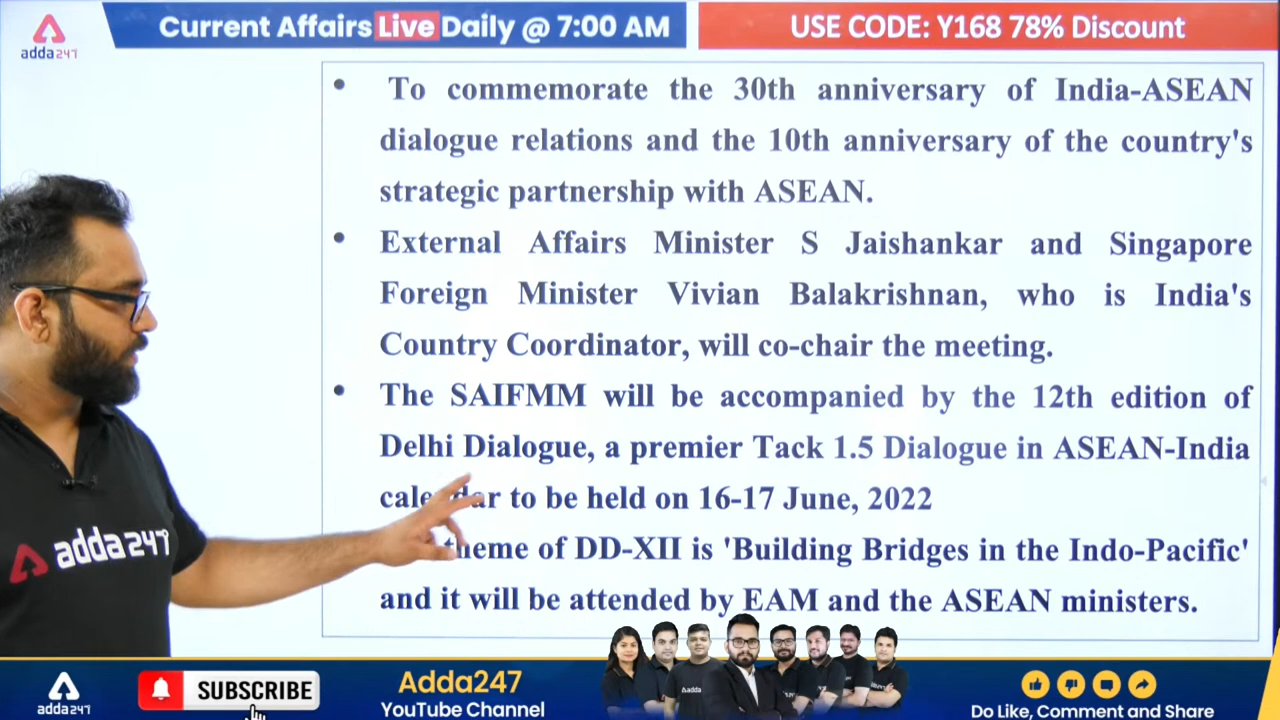 Current Affairs Live Daily @ 7:00 AM
USE CODE: Y168 78% Discount
adda247
• To commemorate the 30th anniversary of India-ASEAN
dialogue relations and the 10th anniversary of the country's
strategic partnership with ASEAN.
• External Affairs Minister S Jaishankar and Singapore
Foreign Minister Vivian Balakrishnan, who is India's
Country Coordinator, will co-chair the meeting.
• The SAIFMM will be accompanied by the 12th edition of
Delhi Dialogue, a premier Tack 1.5 Dialogue in ASEAN-India
calendar to be held on 16-17 June, 2022
theme of DD-XII is 'Building Bridges in the Indo-Pacific'
and it will be attended by EAM and the ASEAN ministers.
adda247
adda247
SUBSCRIBE
Adda247
YouTube Channel
Do Like, Comment and Share